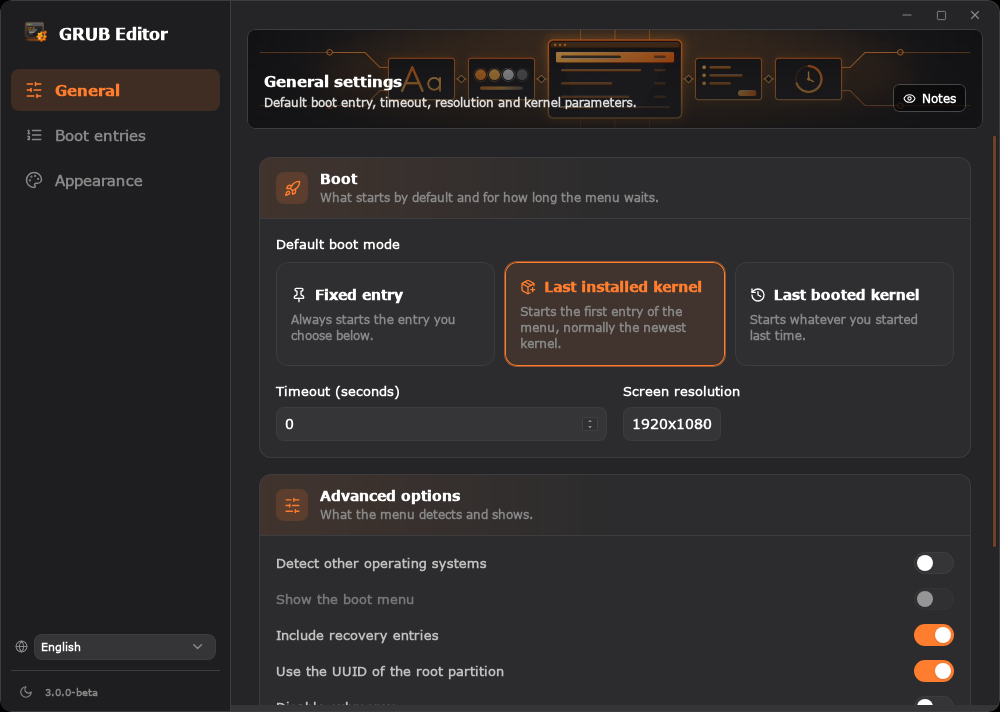 GRUB Editor
General
Boot entries
Appearance
English
3.0.0-beta
Aa
General settings
Default boot entry, timeout, resolution and kernel parameters.
Notes
Boot
What starts by default and for how long the menu waits.
Default boot mode
Fixed entry
Always starts the entry you
choose below.
Last installed kernel
Starts the first entry of the
menu, normally the newest
kernel.
Last booted kernel
Starts whatever you started
last time.
Timeout (seconds)
0
Screen resolution
1920x1080
Advanced options
What the menu detects and shows.
Detect other operating systems
Show the boot menu
Include recovery entries
Use the UUID of the root partition